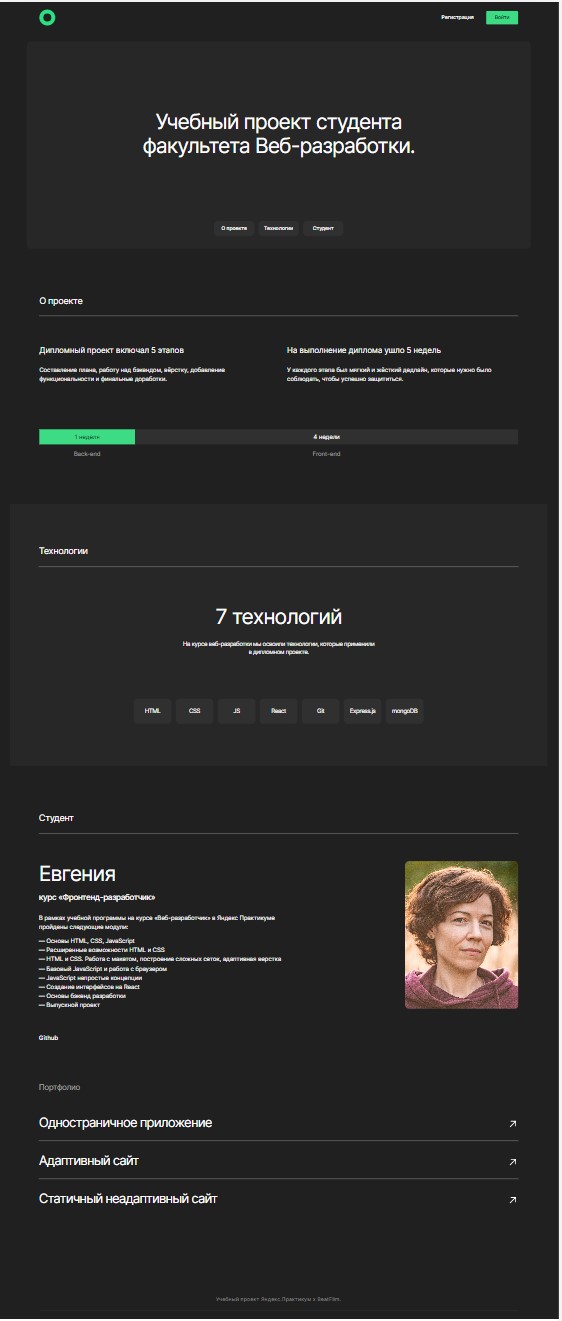 Регистрация
Войти
Учебный проект студента
факультета Веб-разработки.
О проекте
Технологии
Студент
О проекте
Дипломный проект включал 5 этапов
Составление плана, работу над бэкендом, вёрстку, добавление
функциональности и финальные доработки.
На выполнение диплома ушло 5 недель
У каждого этапа был мягкий и жёсткий дедлайн, которые нужно было
соблюдать, чтобы успешно защититься.
1 неделя
4 недели
Back-end
Front-end
Технологии
7 технологий
На курсе веб-разработки мы освоили технологии, которые применили
в дипломном проекте.
HTML
CSS
JS
React
Git
Express.js
mongoDB
Студент
Евгения
курс «Фронтенд-разработчик»
В рамках учебной программы на курсе «Веб-разработчик» в Яндекс Практикуме
пройдены следующие модули:
— Основы HTML, CSS, JavaScript
— Расширенные возможности HTML и CSS
— HTML и CSS. Работа с макетом, построение сложных сеток, адаптивная верстка
— Базовый JavaScript и работа с браузером
— JavaScript непростые концепции
— Создание интерфейсов на React
— Основы бэкенд разработки
— Выпускной проект
Github
Портфолио
Одностраничное приложение
Адаптивный сайт
Статичный неадаптивный сайт
Учебный проект Яндекс.Практикум х BeatFilm.